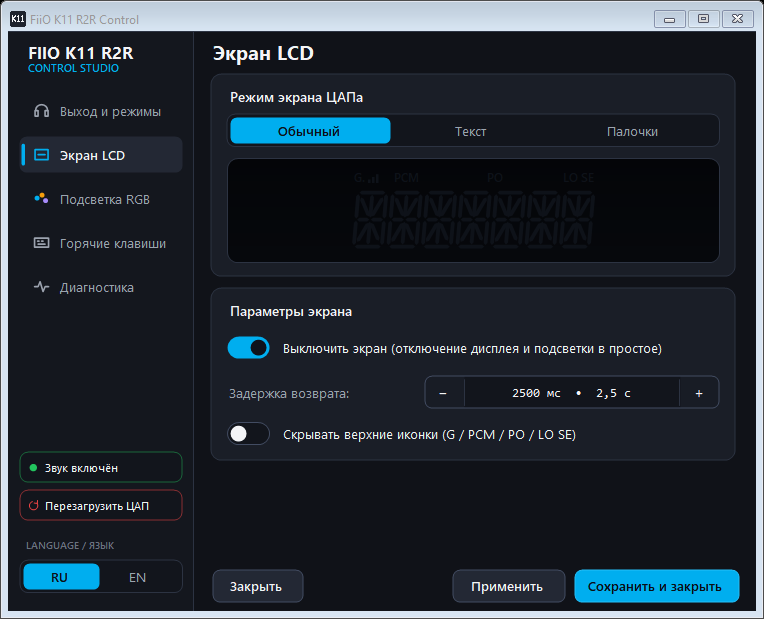 K11 FiiO K11 R2R Control
FIIO K11 R2R
CONTROL STUDIO
Выход и режимы
Экран LCD
Подсветка RGB
Горячие клавиши
Диагностика
Звук включён
Перезагрузить ЦАП
LANGUAGE / ЯЗЫК
RU EN
Экран LCD
Режим экрана ЦАПа
Обычный Текст Палочки
G. PCM PO LO SE
Параметры экрана
Выключить экран (отключение дисплея и подсветки в простое)
Задержка возврата: − 2500 мс • 2,5 с +
Скрывать верхние иконки (G / PCM / PO / LO SE)
Закрыть Применить Сохранить и закрыть